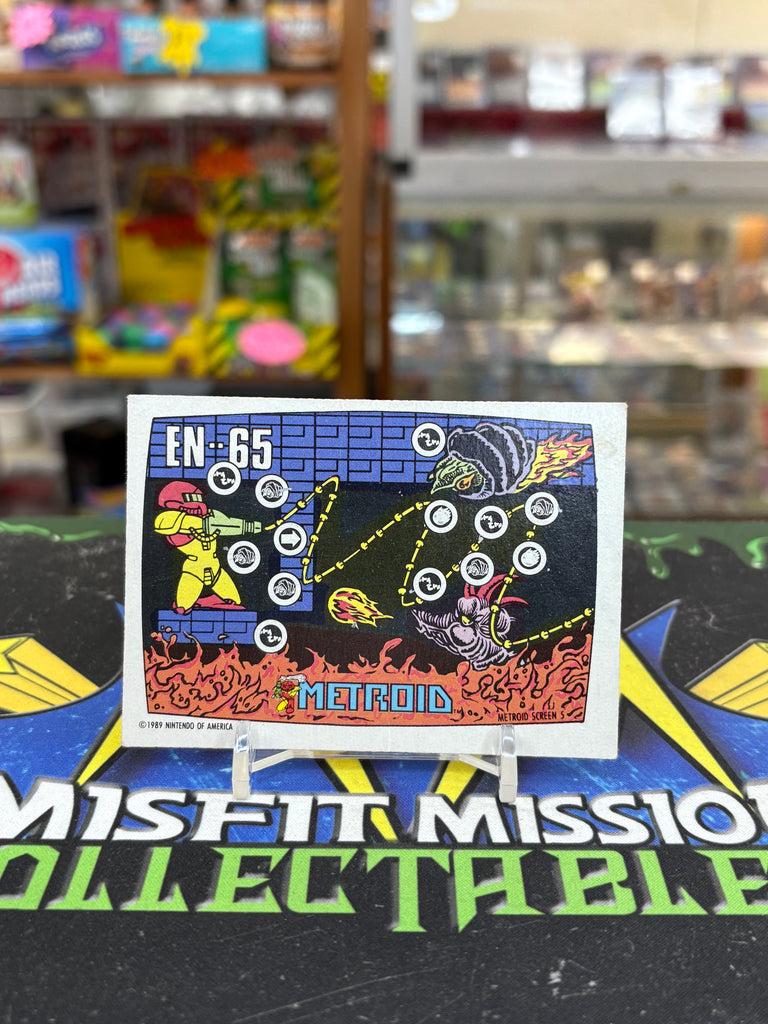 EN··65
METROID
©1989 NINTENDO OF AMERICA
METROID SCREEN 5
MISFIT MISSIO
OLLECTABLE